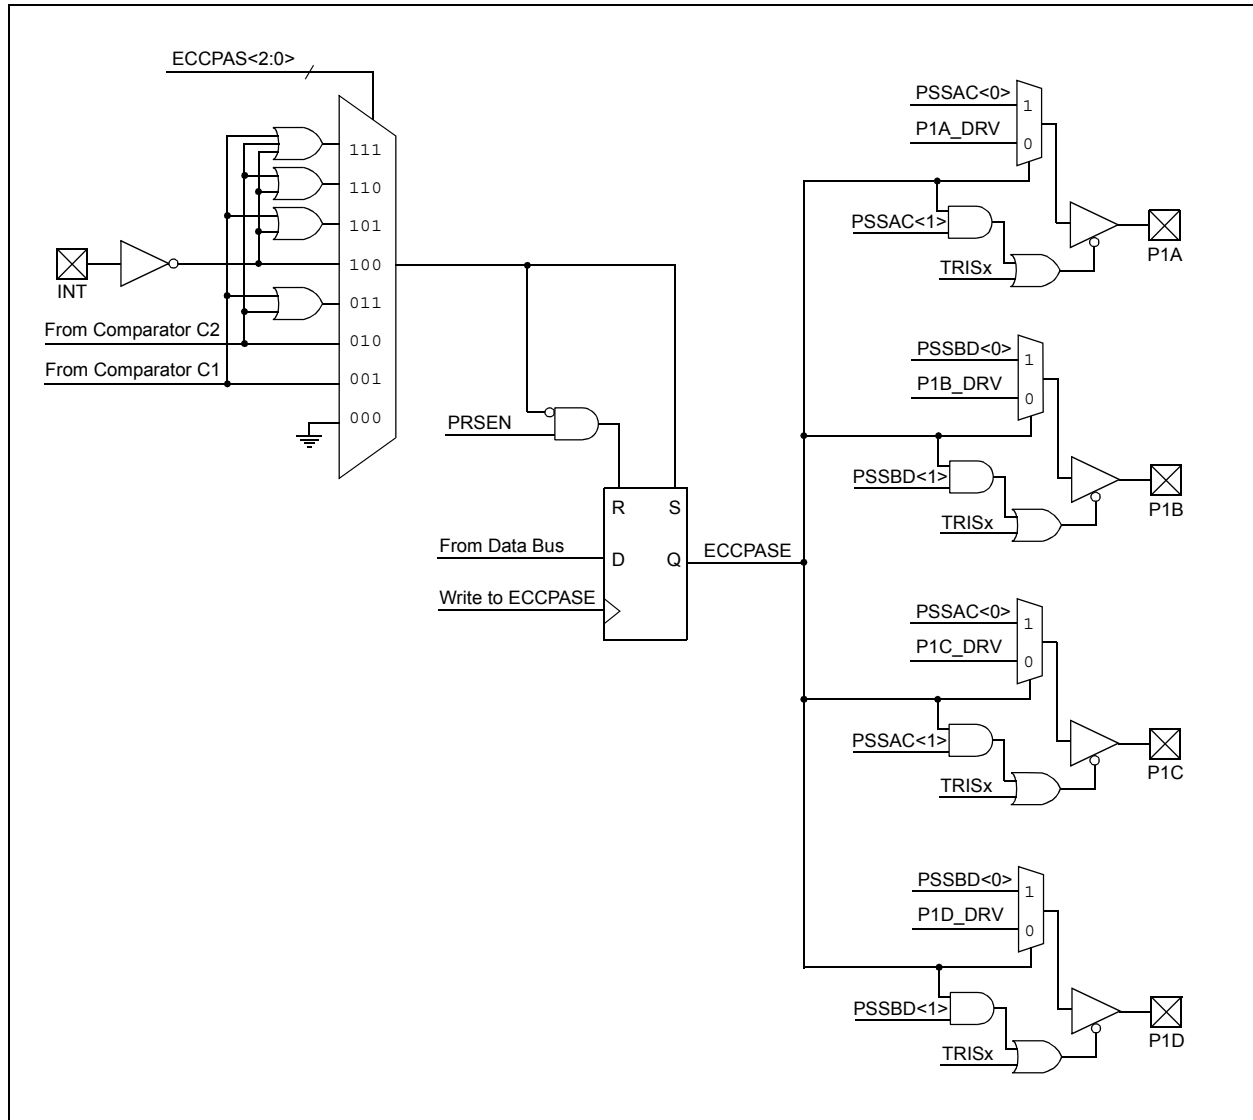 ECCPAS<2:0>
111
110
101
100
011
010
001
000
INT
From Comparator C2
From Comparator C1
PRSEN
R S
From Data Bus
D Q
ECCPASE
Write to ECCPASE
PSSAC<0>
1
P1A_DRV
0
PSSAC<1>
TRISx
P1A
PSSBD<0>
1
P1B_DRV
0
PSSBD<1>
TRISx
P1B
PSSAC<0>
1
P1C_DRV
0
PSSAC<1>
TRISx
P1C
PSSBD<0>
1
P1D_DRV
0
PSSBD<1>
TRISx
P1D